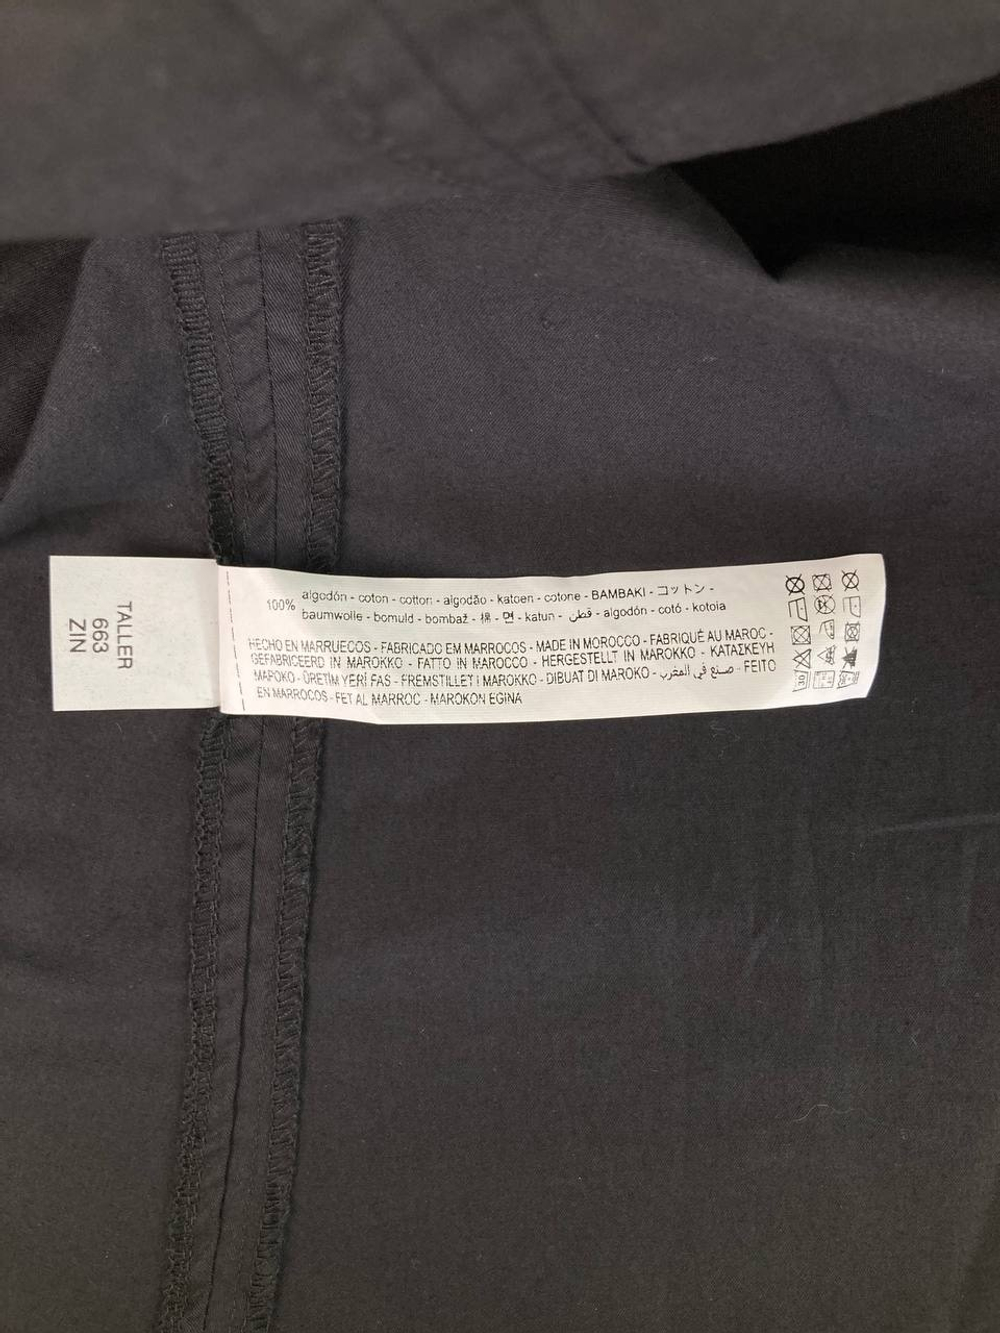 TALLER
663
ZIN
100%
algodón - coton - cotton - algodão - katoen - cotone - BAMBAKI - コットン -
baumwolle - bomuld - bombaž - 棉 - 면 - katun - قطن - algodón - cotó - kotoia
HECHO EN MARRUECOS - FABRICADO EM MARROCOS - MADE IN MOROCCO - FABRIQUÉ AU MAROC -
GEFABRICEERD IN MAROKKO - FATTO IN MAROCCO - HERGESTELLT IN MAROKKO - ΚΑΤΑΣΚΕΥΗ
ΜΑΡΟΚΟ - ÜRETİM YERİ FAS - FREMSTILLET I MAROKKO - DIBUAT DI MAROKO - صنع في المغرب - FEITO
EN MARROCOS - FET AL MARROC - MAROKON EGINA